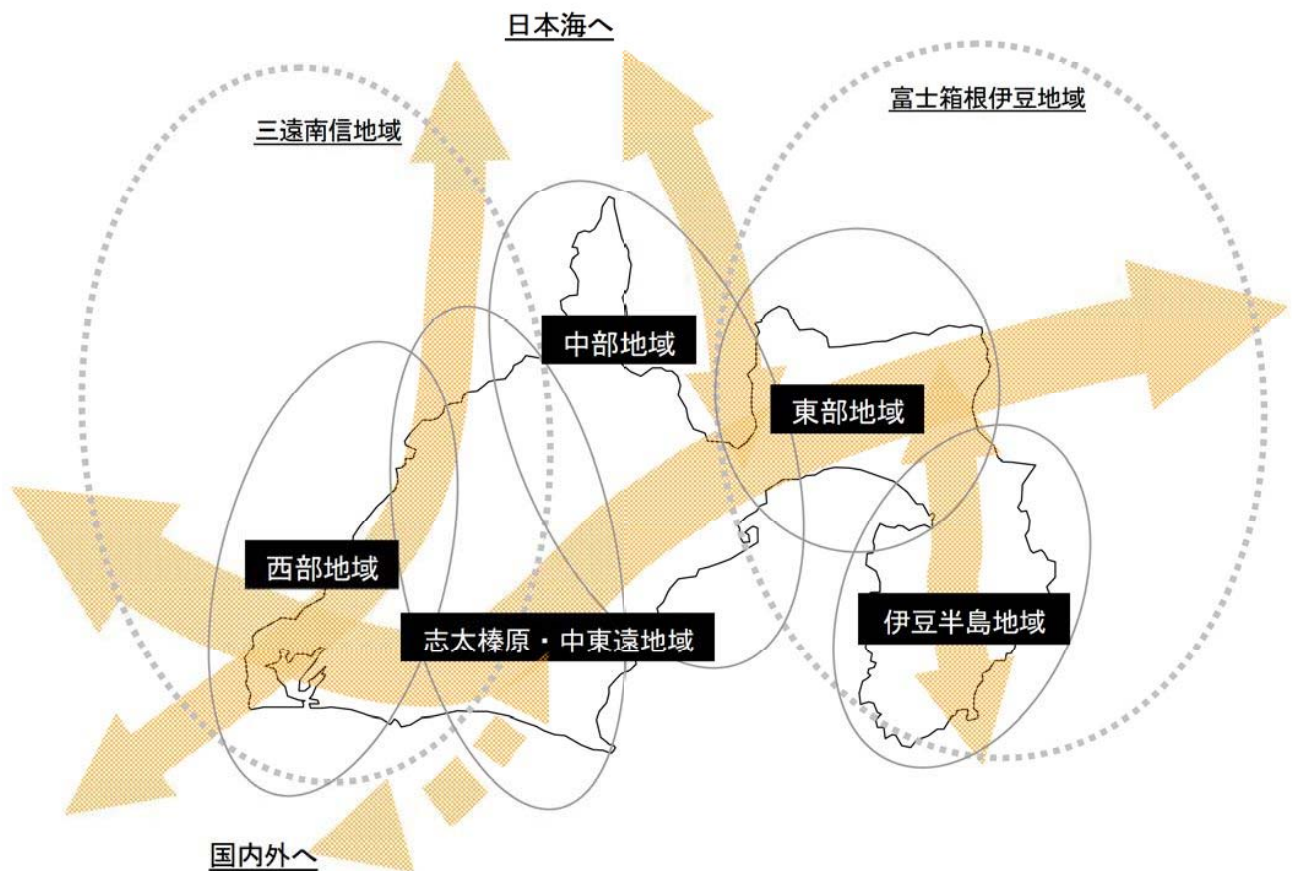 日本海へ
富士箱根伊豆地域
三遠南信地域
中部地域
東部地域
西部地域
志太榛原・中東遠地域
伊豆半島地域
国内外へ